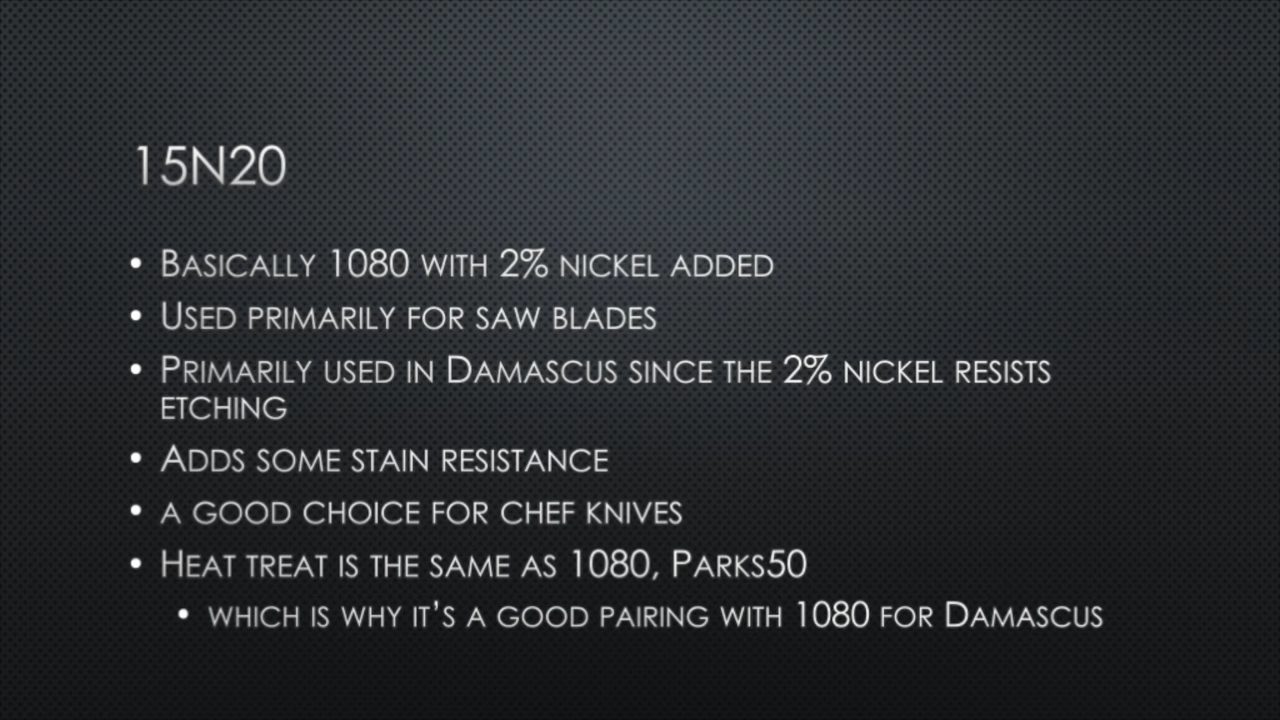 15N20
• Basically 1080 with 2% nickel added
• Used primarily for saw blades
• Primarily used in Damascus since the 2% nickel resists
etching
• Adds some stain resistance
• a good choice for chef knives
• Heat treat is the same as 1080, Parks50
• which is why it's a good pairing with 1080 for Damascus